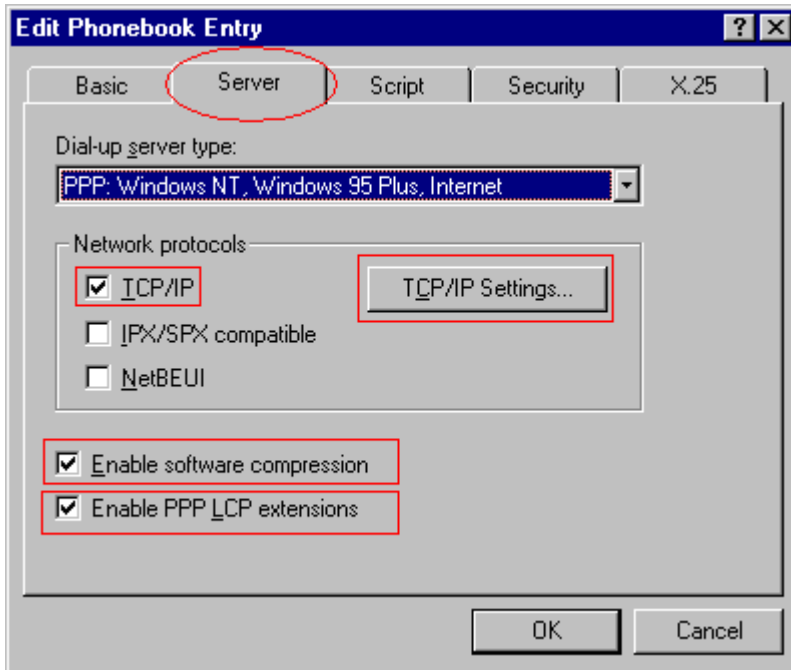 Edit Phonebook Entry
Basic Server Script Security X.25
Dial-up server type:
PPP: Windows NT, Windows 95 Plus, Internet
Network protocols
TCP/IP TCP/IP Settings...
IPX/SPX compatible
NetBEUI
Enable software compression
Enable PPP LCP extensions
OK Cancel